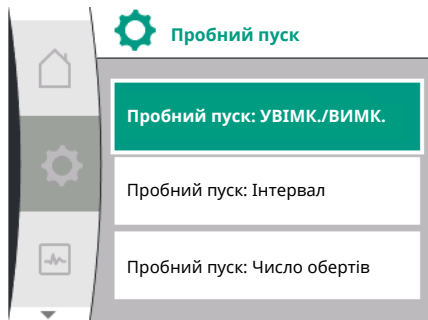 Пробний пуск
Пробний пуск: УВІМК./ВИМК.
Пробний пуск: Інтервал
Пробний пуск: Число обертів